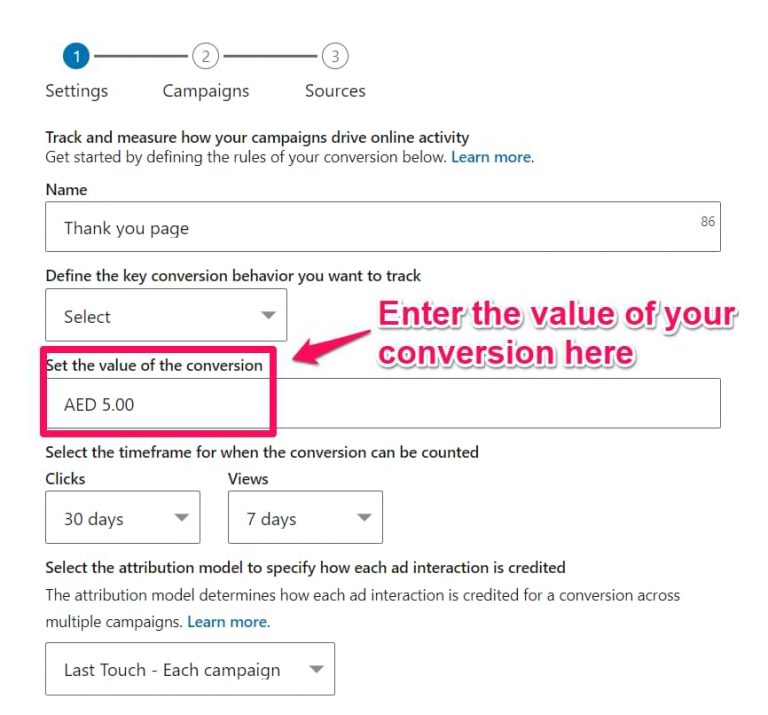 1 2 3
Settings Campaigns Sources
Track and measure how your campaigns drive online activity
Get started by defining the rules of your conversion below. Learn more.
Name
Thank you page 86
Define the key conversion behavior you want to track
Select
Enter the value of your
conversion here
Set the value of the conversion
AED 5.00
Select the timeframe for when the conversion can be counted
Clicks Views
30 days 7 days
Select the attribution model to specify how each ad interaction is credited
The attribution model determines how each ad interaction is credited for a conversion across
multiple campaigns. Learn more.
Last Touch - Each campaign